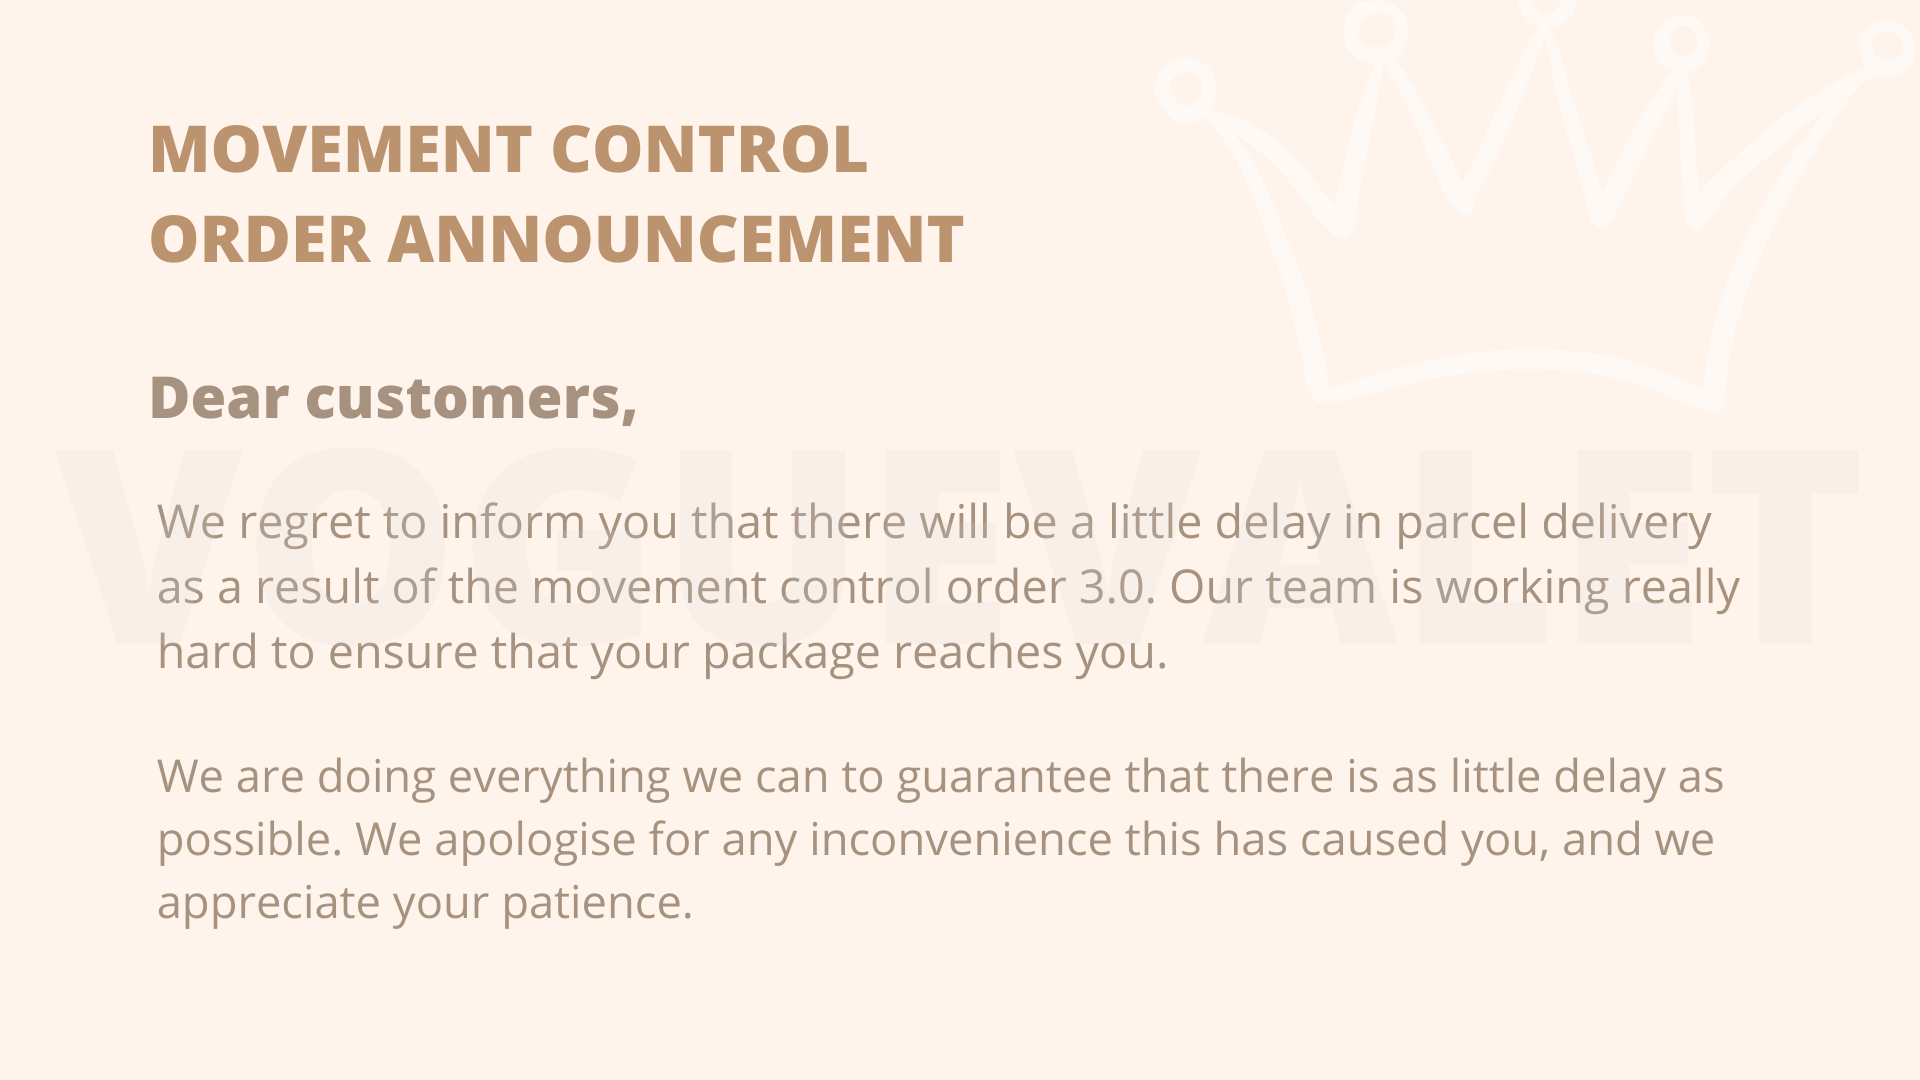 MOVEMENT CONTROL
ORDER ANNOUNCEMENT
Dear customers,
VOGUEVALET
We regret to inform you that there will be a little delay in parcel delivery
as a result of the movement control order 3.0. Our team is working really
hard to ensure that your package reaches you.
We are doing everything we can to guarantee that there is as little delay as
possible. We apologise for any inconvenience this has caused you, and we
appreciate your patience.